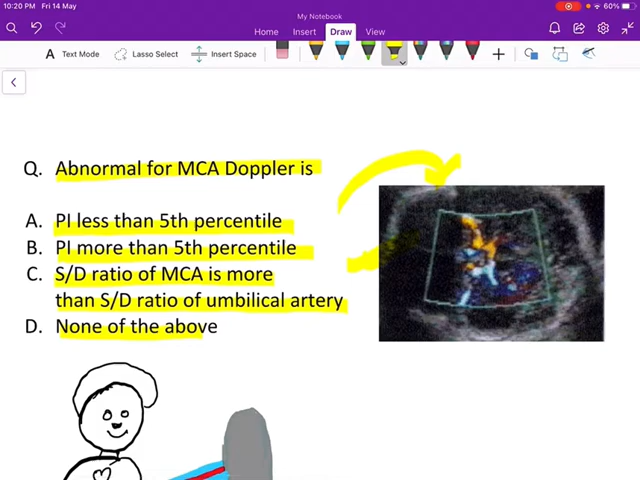 10:20 PM Fri 14 May
60%
My Notebook
Home Insert Draw View
A Text Mode Lasso Select Insert Space
Q. Abnormal for MCA Doppler is
A. PI less than 5th percentile
B. PI more than 5th percentile
C. S/D ratio of MCA is more
than S/D ratio of umbilical artery
D. None of the above